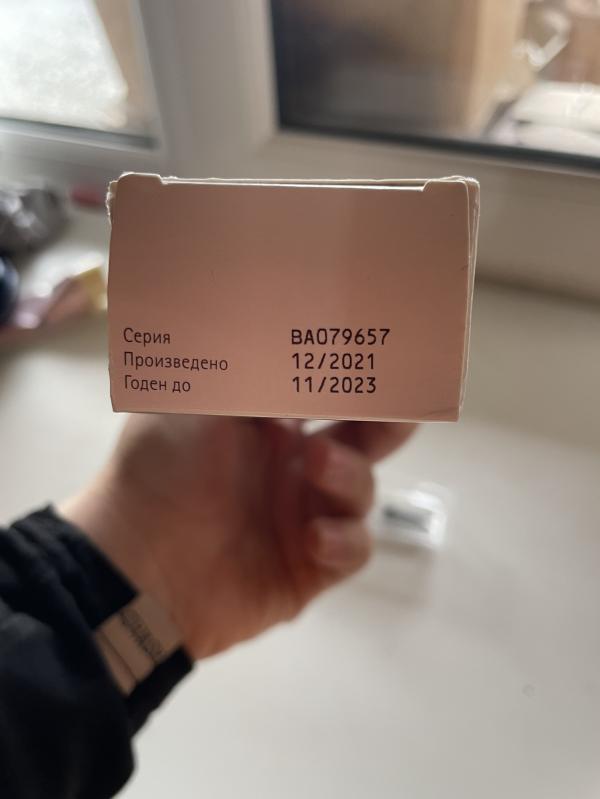 Серия BA079657
Произведено 12/2021
Годен до 11/2023